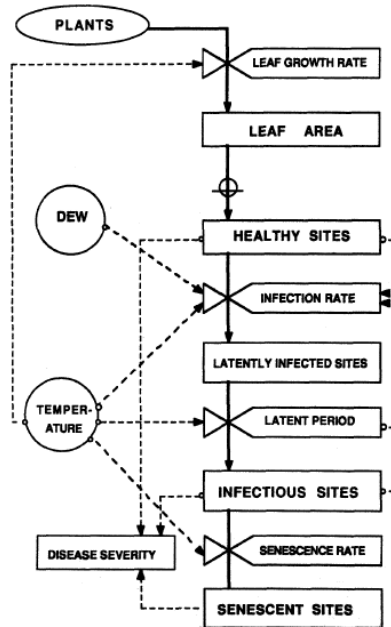 PLANTS
LEAF GROWTH RATE
LEAF AREA
DEW
HEALTHY SITES
INFECTION RATE
LATENTLY INFECTED SITES
TEMPER-
ATURE
LATENT PERIOD
INFECTIOUS SITES
DISEASE SEVERITY
SENESCENCE RATE
SENESCENT SITES